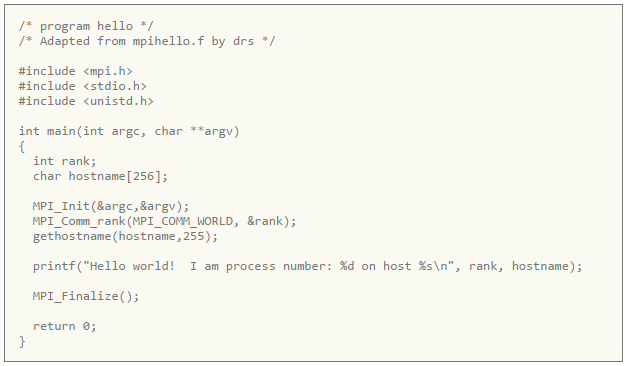 /* program hello */
/* Adapted from mpihello.f by drs */

#include <mpi.h>
#include <stdio.h>
#include <unistd.h>

int main(int argc, char **argv)
{
  int rank;
  char hostname[256];

  MPI_Init(&argc,&argv);
  MPI_Comm_rank(MPI_COMM_WORLD, &rank);
  gethostname(hostname,255);

  printf("Hello world!  I am process number: %d on host %s\n", rank, hostname);

  MPI_Finalize();

  return 0;
}